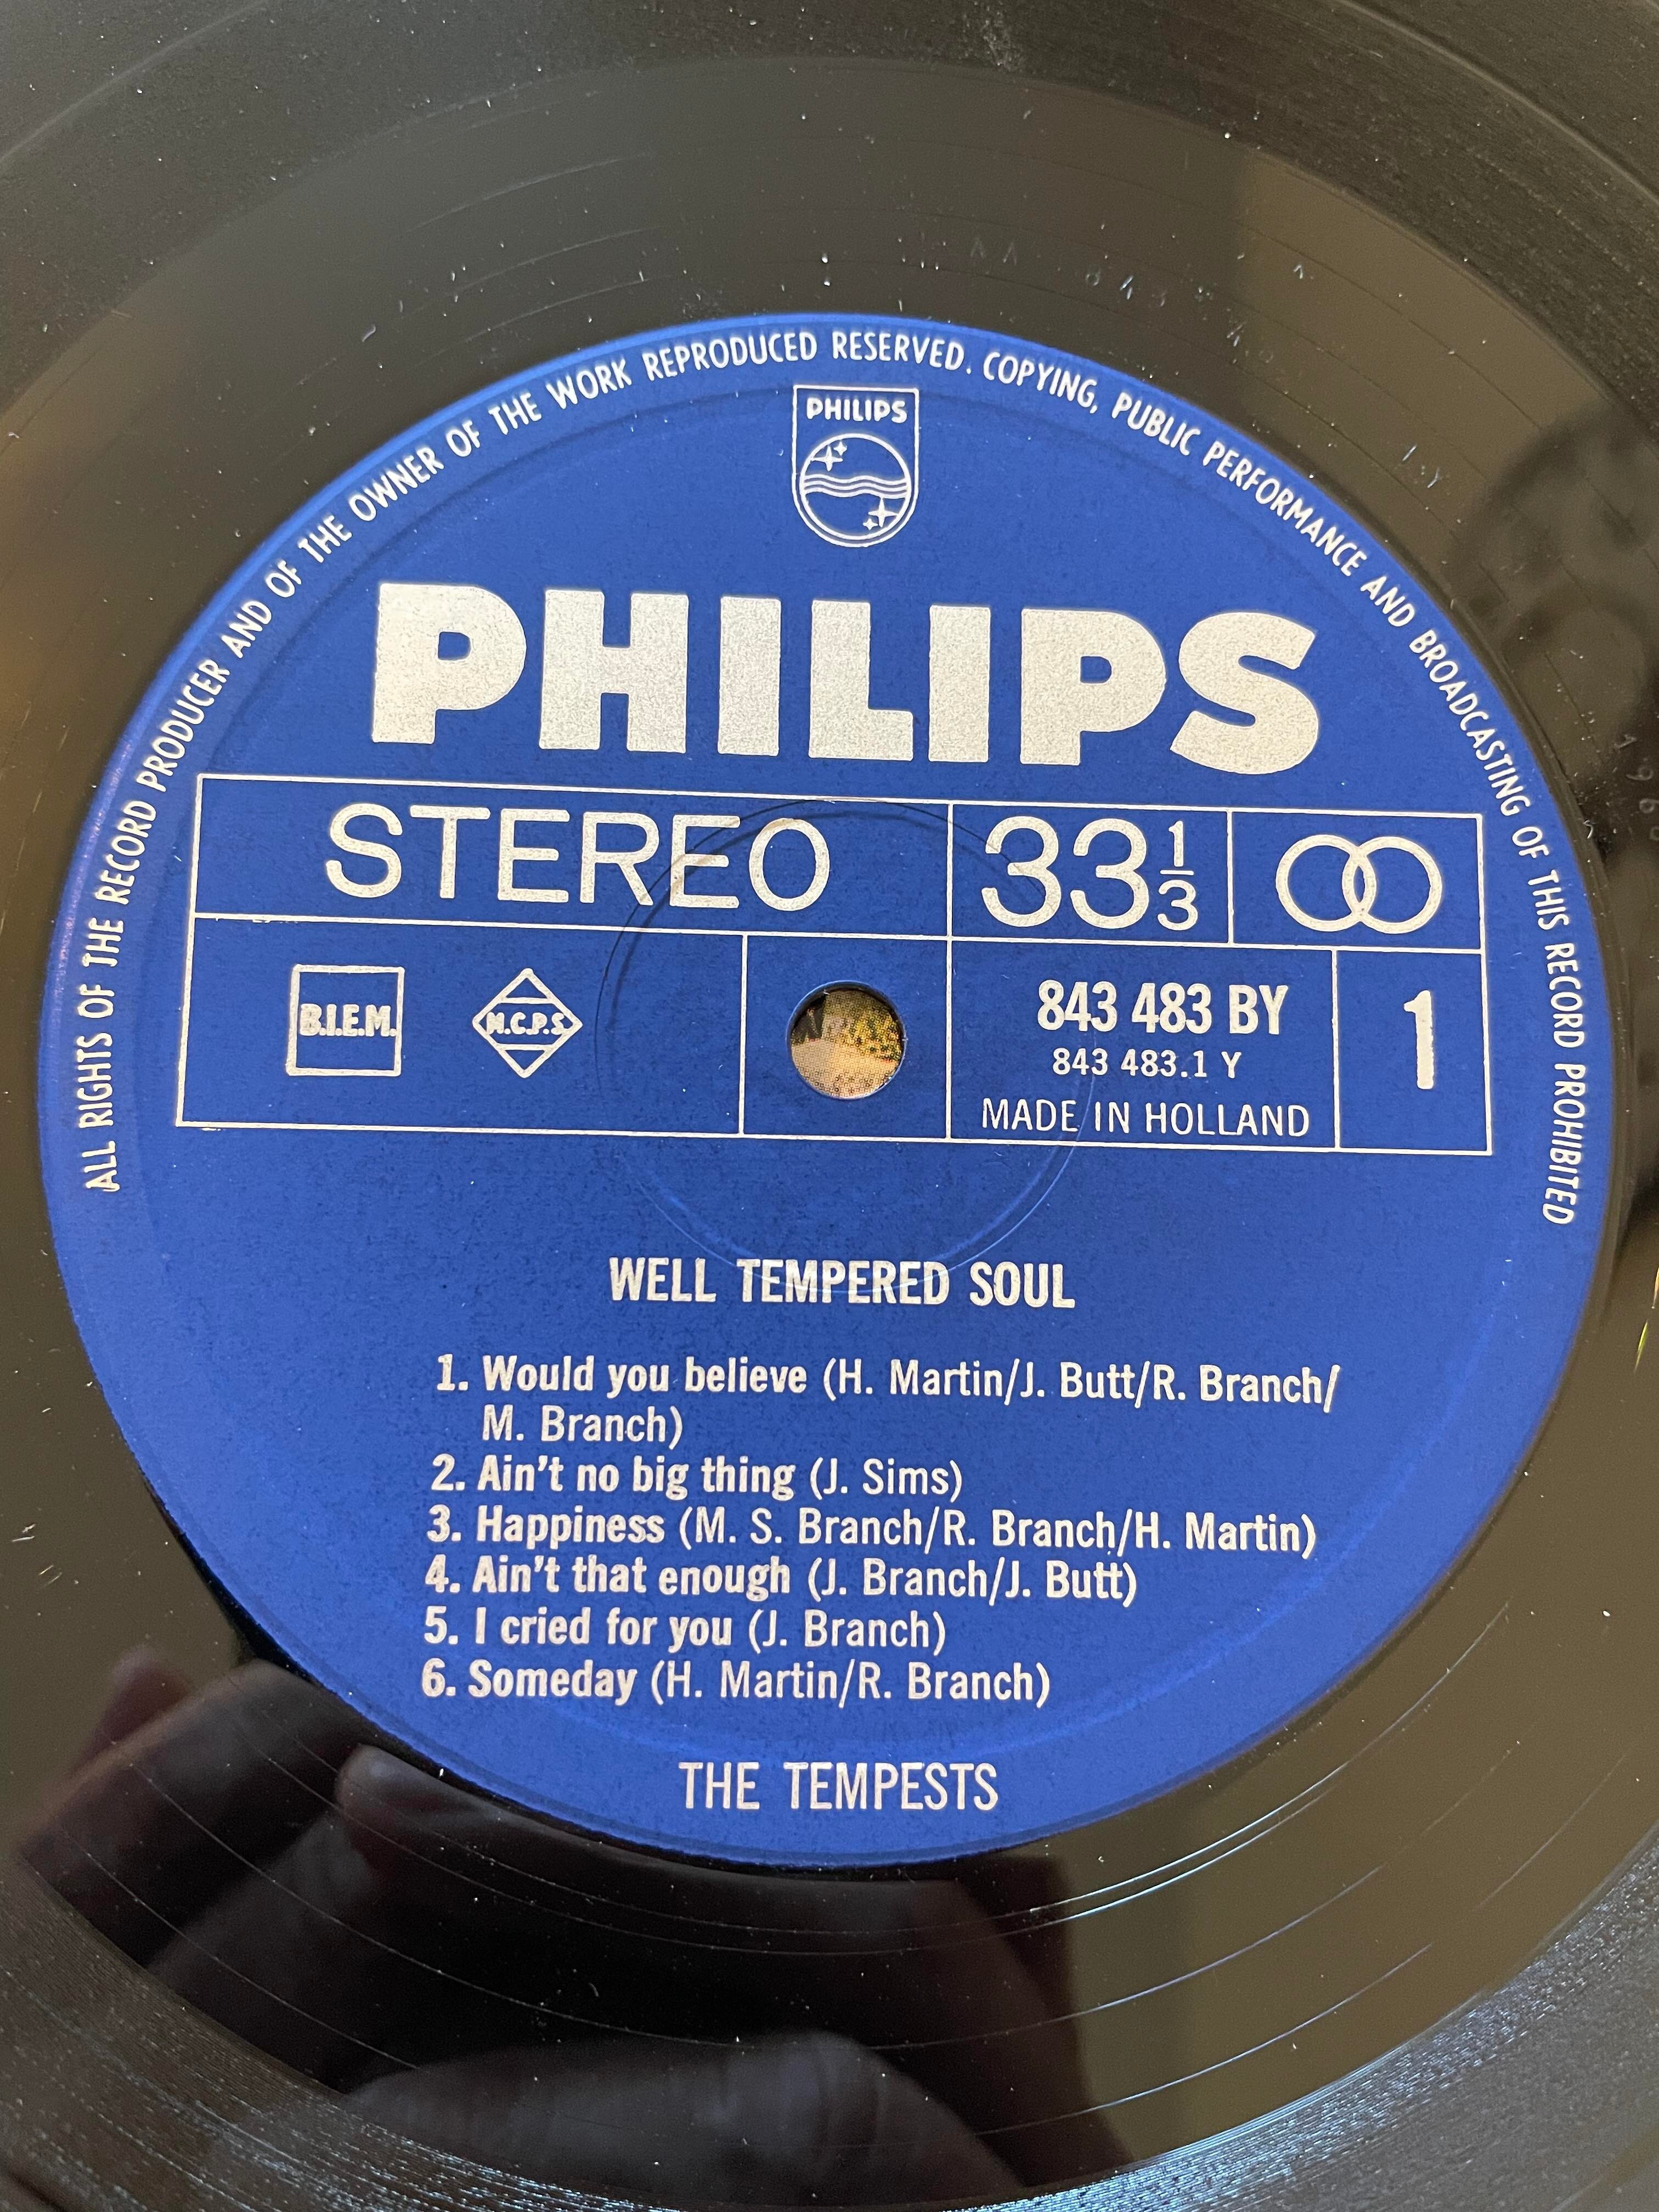 ALL RIGHTS OF THE RECORD PRODUCER AND OF THE OWNER OF THE WORK REPRODUCED RESERVED. COPYING, PUBLIC PERFORMANCE AND BROADCASTING OF THIS RECORD PROHIBITED
PHILIPS
PHILIPS
STEREO 33 1/3
B.I.E.M. M.C.P.S. 843 483 BY 1
843 483.1 Y
MADE IN HOLLAND
WELL TEMPERED SOUL
1. Would you believe (H. Martin/J. Butt/R. Branch/
M. Branch)
2. Ain't no big thing (J. Sims)
3. Happiness (M. S. Branch/R. Branch/H. Martin)
4. Ain't that enough (J. Branch/J. Butt)
5. I cried for you (J. Branch)
6. Someday (H. Martin/R. Branch)
THE TEMPESTS